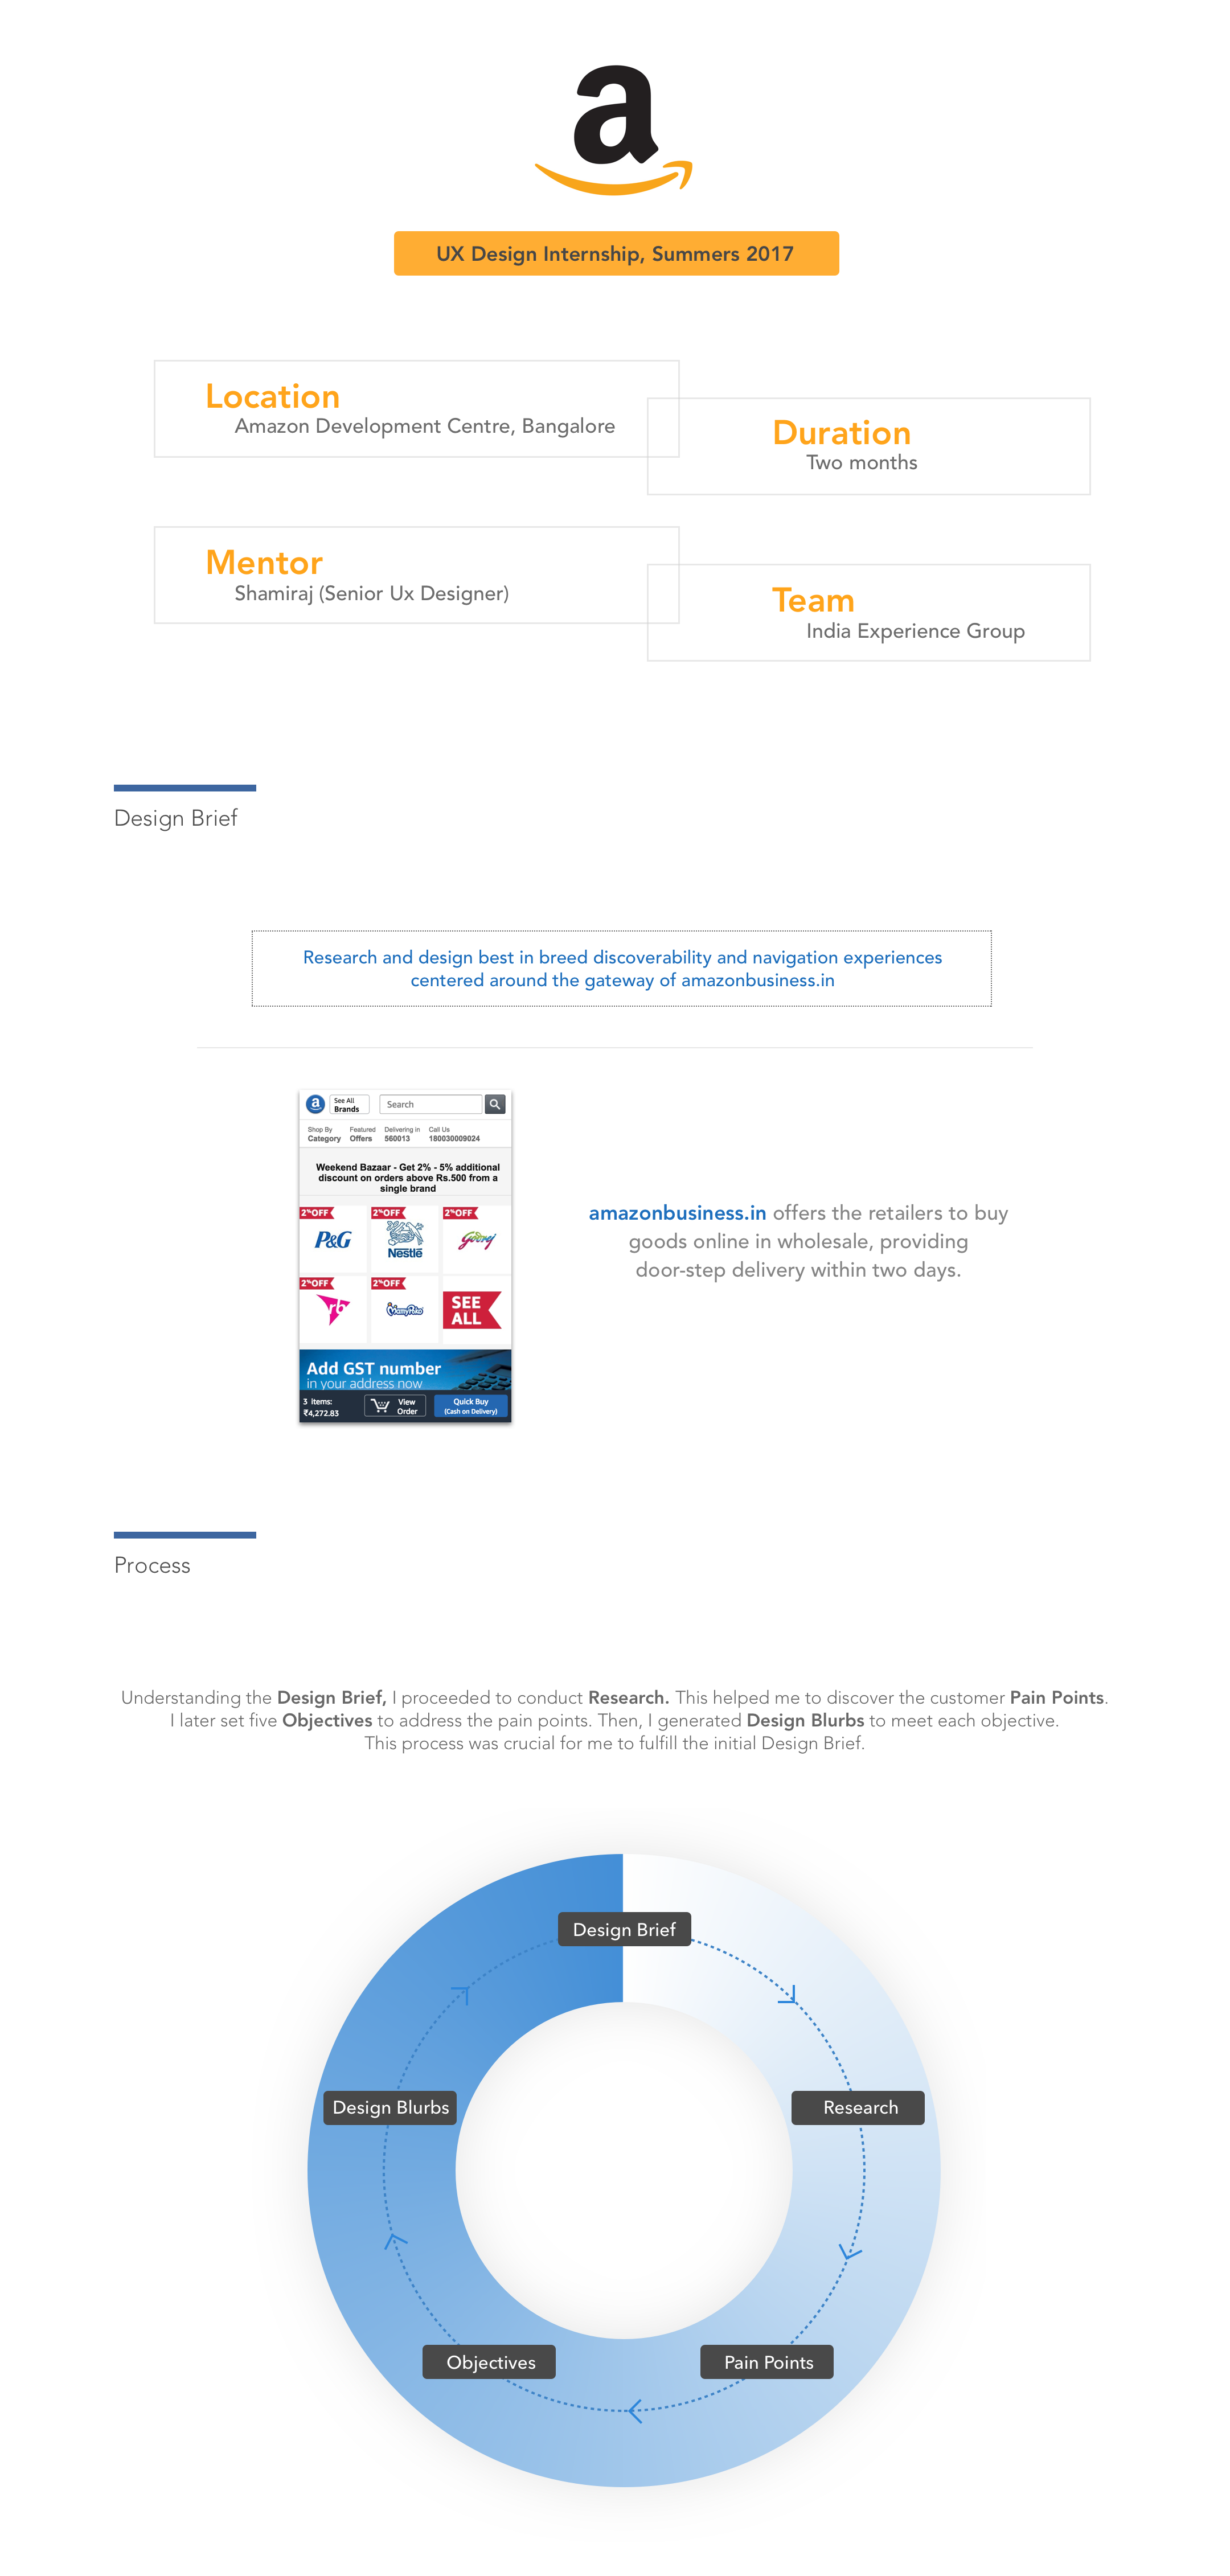 a
UX Design Internship, Summers 2017
Location
Amazon Development Centre, Bangalore
Duration
Two months
Mentor
Shamiraj (Senior Ux Designer)
Team
India Experience Group
Design Brief
Research and design best in breed discoverability and navigation experiences
centered around the gateway of amazonbusiness.in
a
See All
Brands
Search
Shop By
Category
Featured
Offers
Delivering in
560013
Call Us
180030009024
Weekend Bazaar - Get 2% - 5% additional
discount on orders above Rs.500 from a
single brand
2%OFF
P&G
2%OFF
Nestlé
2%OFF
Godrej
2%OFF
rb
2%OFF
MamyPoko
SEE
ALL
Add GST number
in your address now
3 Items:
₹4,272.83
View
Order
Quick Buy
(Cash on Delivery)
amazonbusiness.in offers the retailers to buy
goods online in wholesale, providing
door-step delivery within two days.
Process
Understanding the Design Brief, I proceeded to conduct Research. This helped me to discover the customer Pain Points.
I later set five Objectives to address the pain points. Then, I generated Design Blurbs to meet each objective.
This process was crucial for me to fulfill the initial Design Brief.
Design Brief
Research
Pain Points
Objectives
Design Blurbs